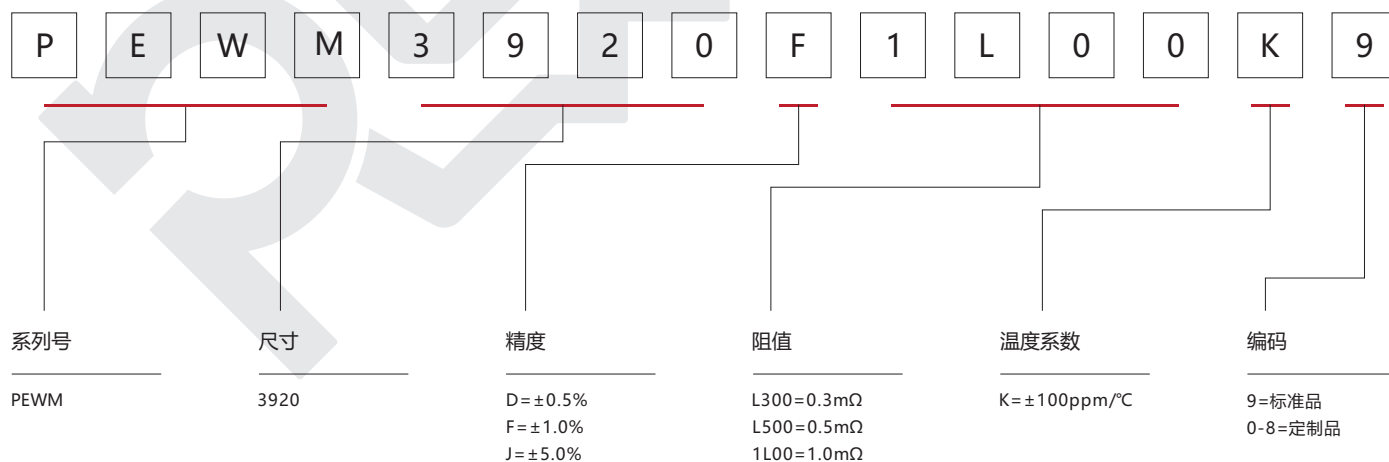 P E W M 3 9 2 0 F 1 L 0 0 K 9
系列号 尺寸 精度 阻值 温度系数 编码
PEWM 3920 D=±0.5% L300=0.3mΩ K=±100ppm/℃ 9=标准品
F=±1.0% L500=0.5mΩ 0-8=定制品
J=±5.0% 1L00=1.0mΩ